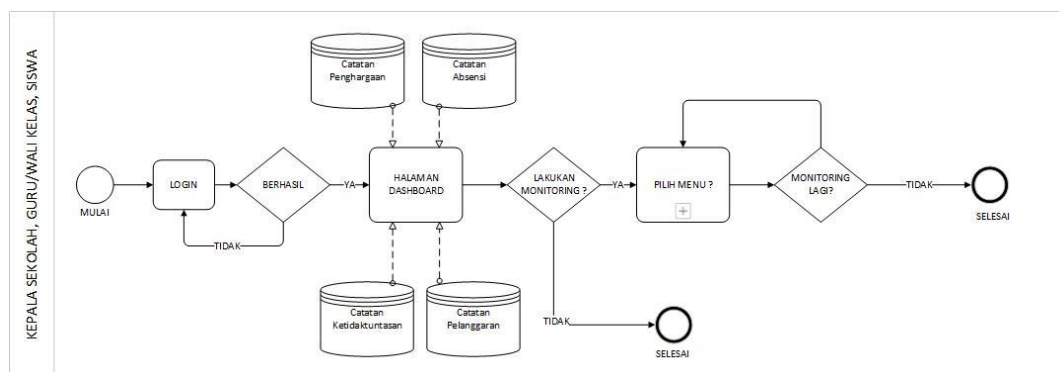 KEPALA SEKOLAH, GURU/WALI KELAS, SISWA
Catatan
Penghargaan
Catatan
Absensi
MULAI
LOGIN
BERHASIL
YA
TIDAK
HALAMAN
DASHBOARD
LAKUKAN
MONITORING ?
YA
PILIH MENU ?
MONITORING
LAGI?
TIDAK
SELESAI
Catatan
Ketidaktuntasan
Catatan
Pelanggaran
TIDAK
SELESAI